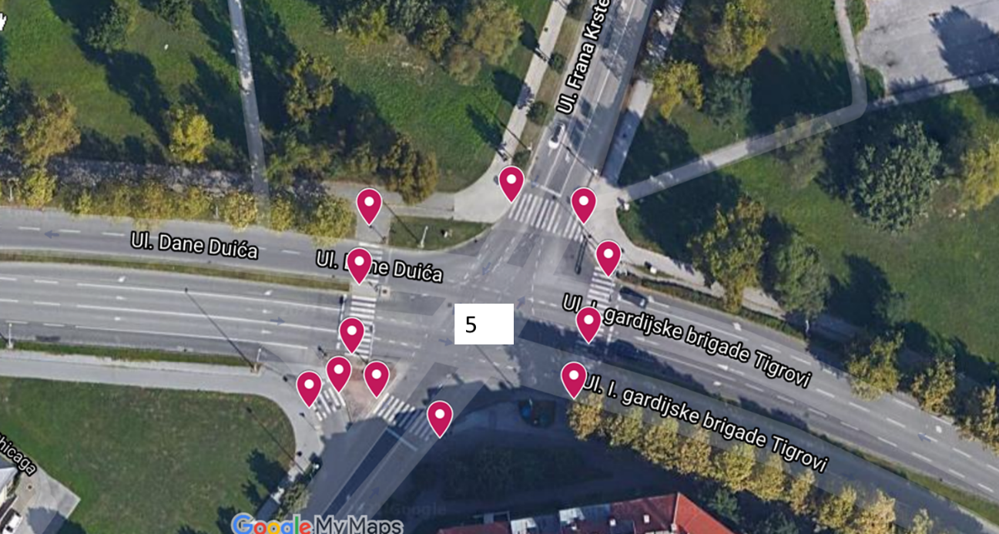 Ul. Frana Krste
Ul. Dane Duića
Ul. Dane Duića
5
Ul. I. gardijske brigade Tigrovi
Ul. I. gardijske brigade Tigrovi
hicaga
Google My Maps